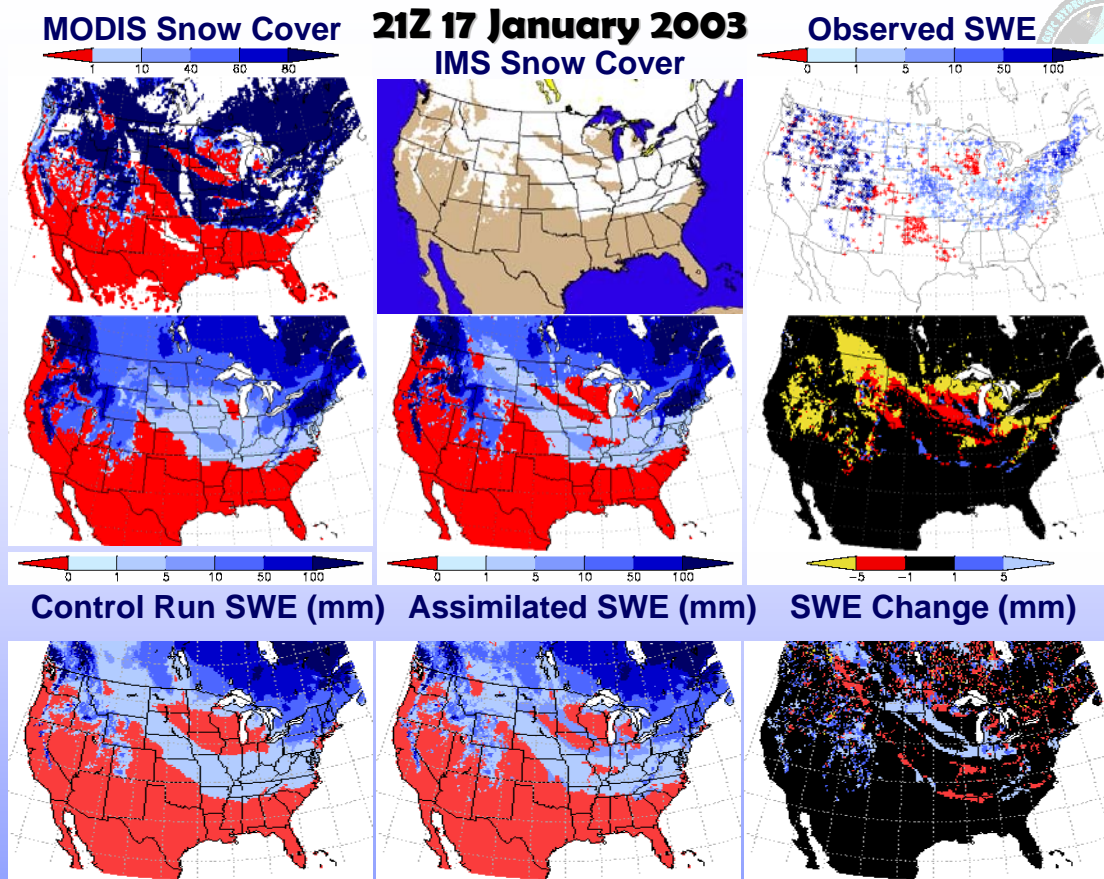 21Z 17 January 2003
MODIS Snow Cover
IMS Snow Cover
Observed SWE
1 10 40 60 80
0 1 5 10 50 100
0 1 5 10 50 100
0 1 5 10 50 100
-5 -1 1 5
Control Run SWE (mm)
Assimilated SWE (mm)
SWE Change (mm)